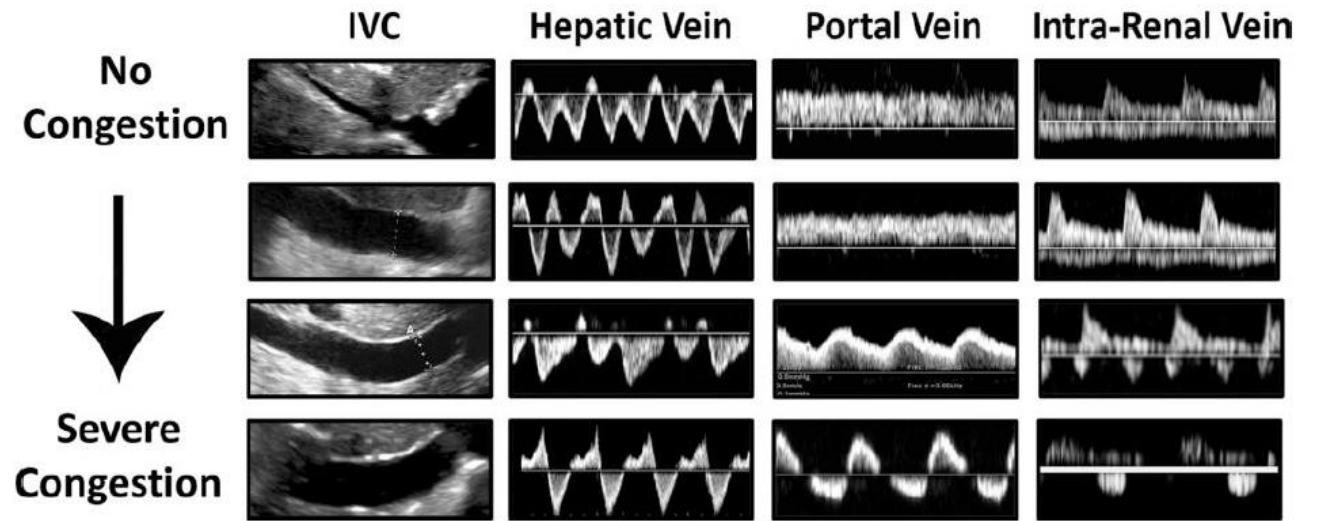 IVC Hepatic Vein Portal Vein Intra-Renal Vein
No
Congestion
Severe
Congestion